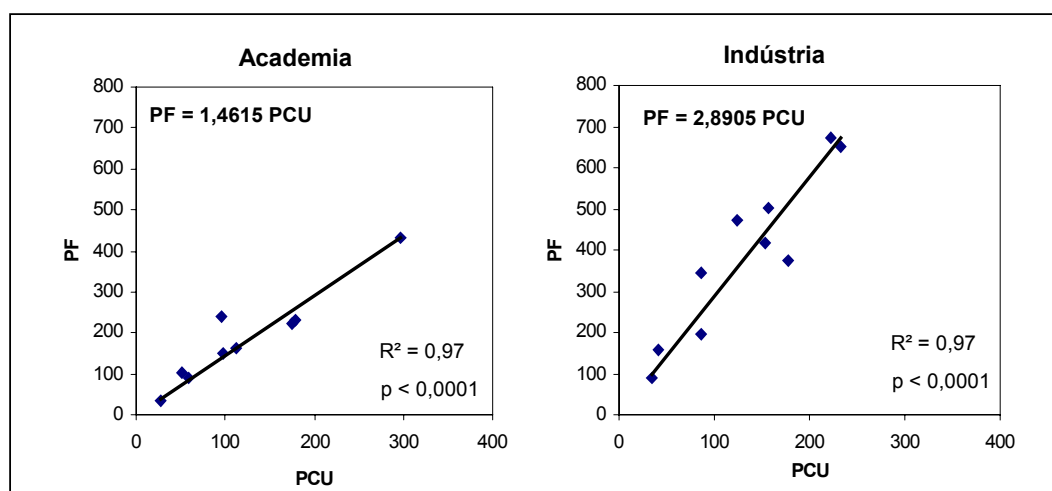 Academia
PF = 1,4615 PCU
800
700
600
500
400
300
200
100
0
PF
R² = 0,97
p < 0,0001
0 100 200 300 400
PCU
Indústria
PF = 2,8905 PCU
800
700
600
500
400
300
200
100
0
PF
R² = 0,97
p < 0,0001
0 100 200 300 400
PCU